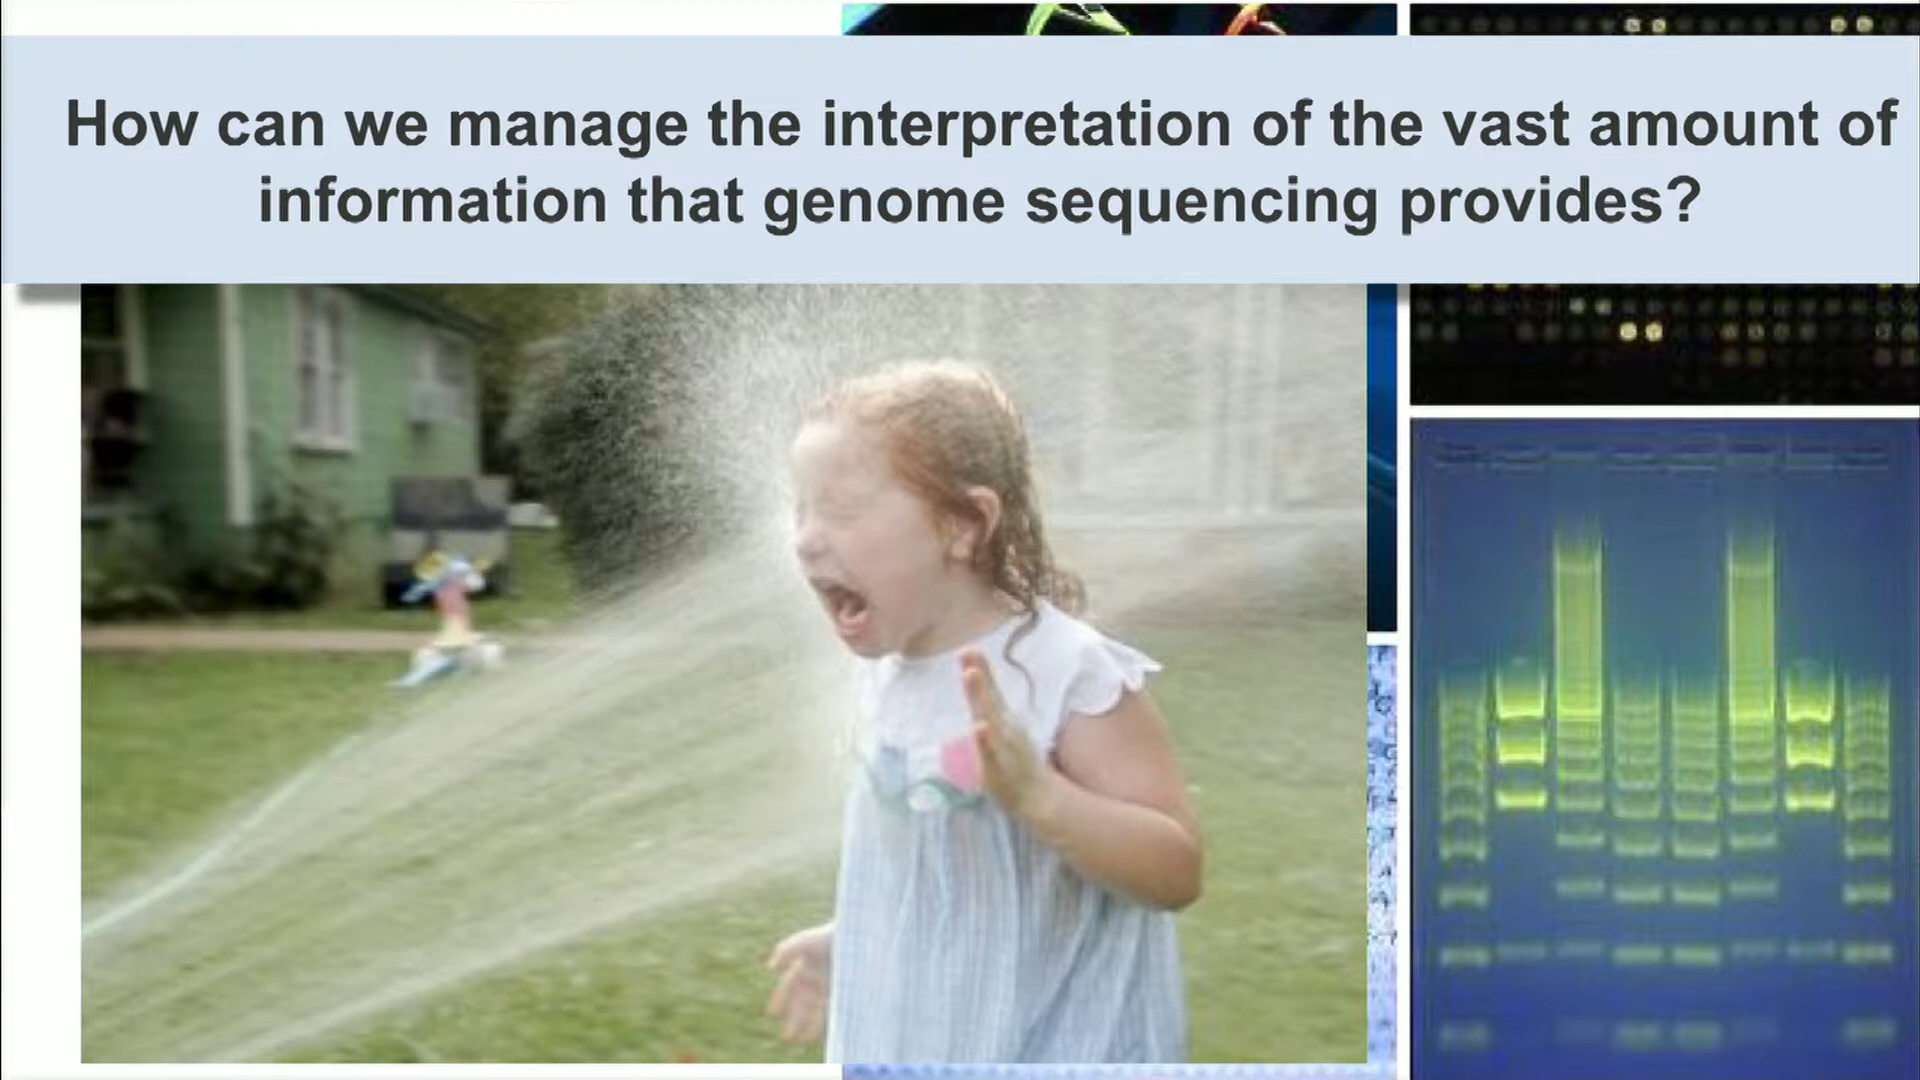 How can we manage the interpretation of the vast amount of
information that genome sequencing provides?